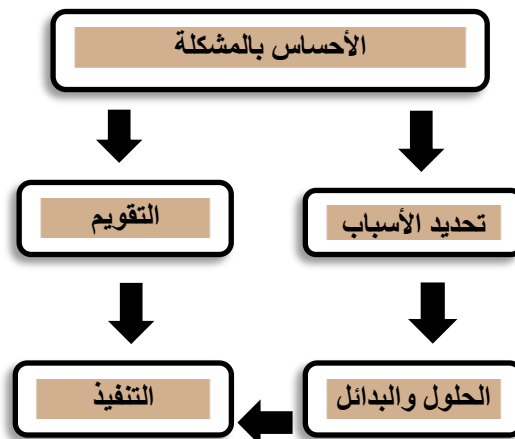 الأحساس بالمشكلة
تحديد الأسباب
التقويم
الحلول والبدائل
التنفيذ